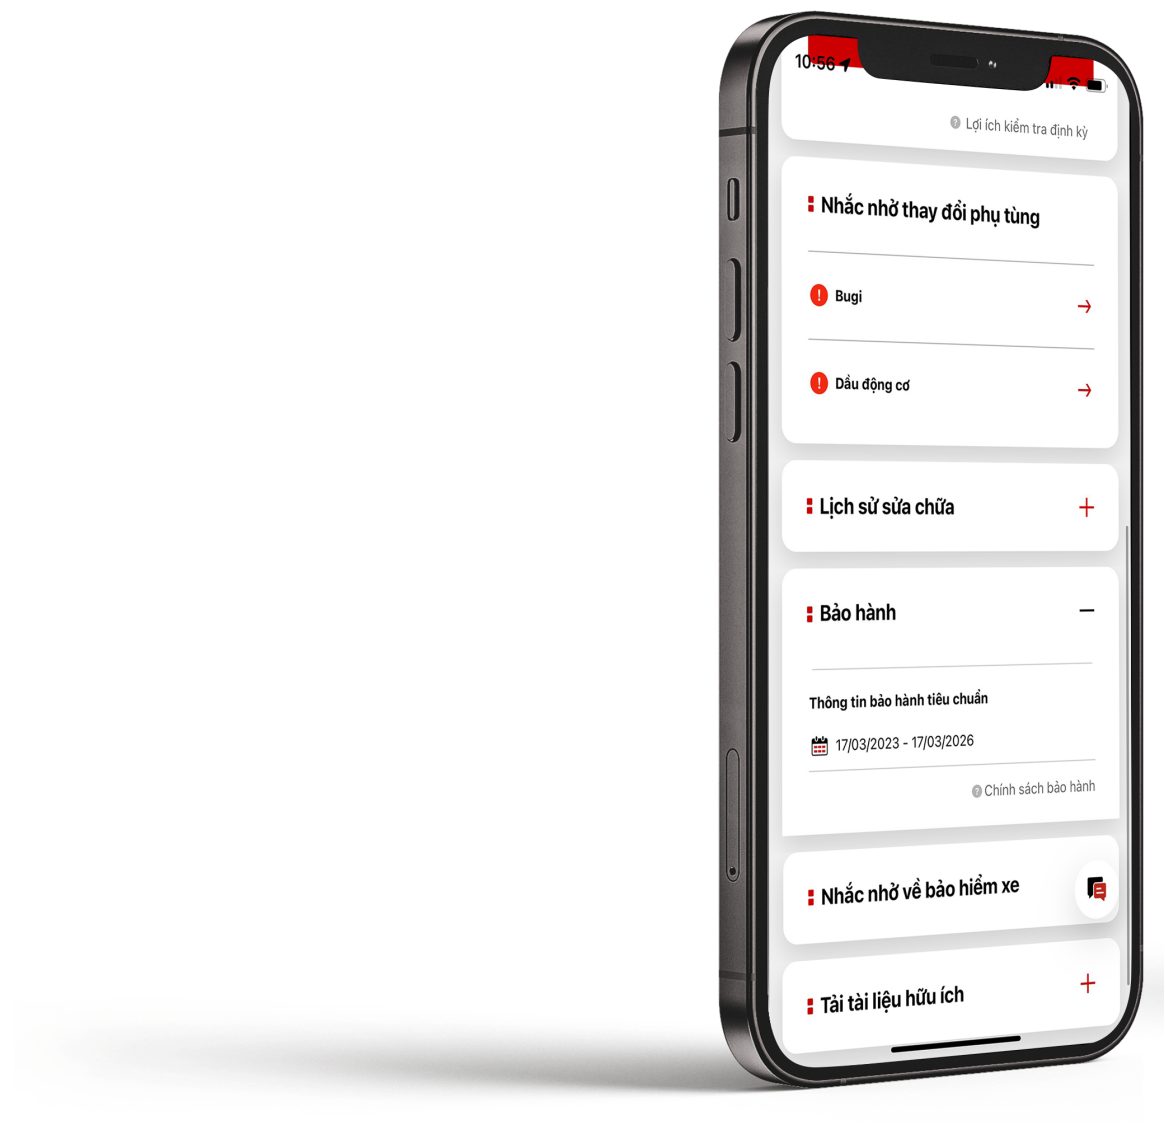 10:56
Lợi ích kiểm tra định kỳ
Nhắc nhở thay đổi phụ tùng
Bugi
Dầu động cơ
Lịch sử sửa chữa
Bảo hành
Thông tin bảo hành tiêu chuẩn
17/03/2023 - 17/03/2026
Chính sách bảo hành
Nhắc nhở về bảo hiểm xe
Tải tài liệu hữu ích